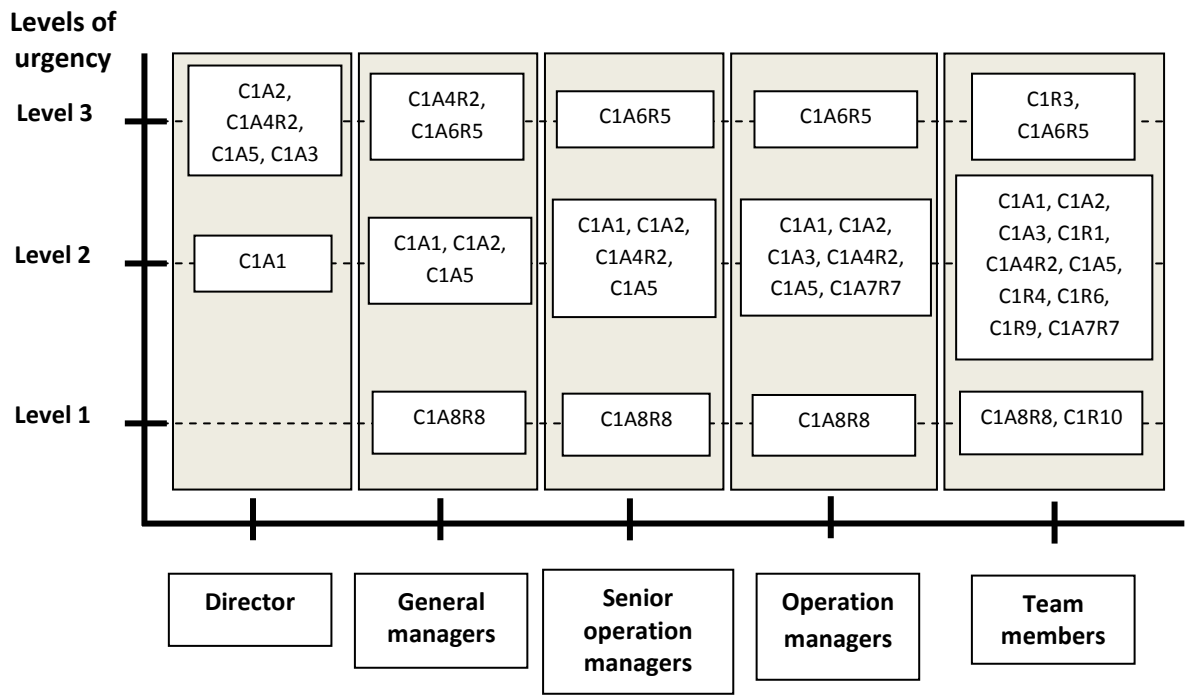 Levels of
urgency
Level 3
C1A2,
C1A4R2,
C1A5, C1A3
C1A4R2,
C1A6R5
C1A6R5
C1A6R5
C1R3,
C1A6R5
Level 2
C1A1
C1A1, C1A2,
C1A5
C1A1, C1A2,
C1A4R2,
C1A5
C1A1, C1A2,
C1A3, C1A4R2,
C1A5, C1A7R7
C1A1, C1A2,
C1A3, C1R1,
C1A4R2, C1A5,
C1R4, C1R6,
C1R9, C1A7R7
Level 1
C1A8R8
C1A8R8
C1A8R8
C1A8R8, C1R10
Director
General
managers
Senior
operation
managers
Operation
managers
Team
members